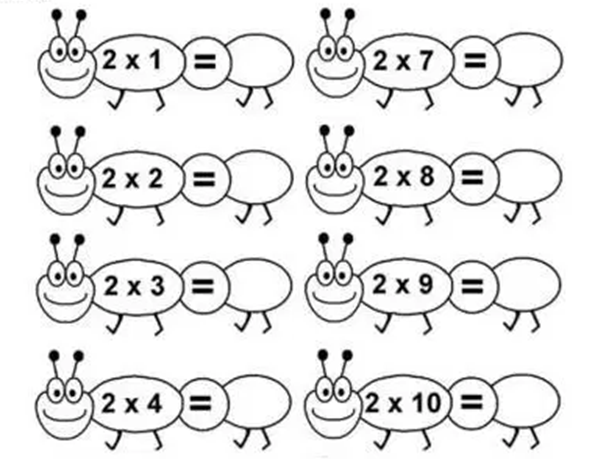 2 x 1 =
2 x 7 =
2 x 2 =
2 x 8 =
2 x 3 =
2 x 9 =
2 x 4 =
2 x 10 =